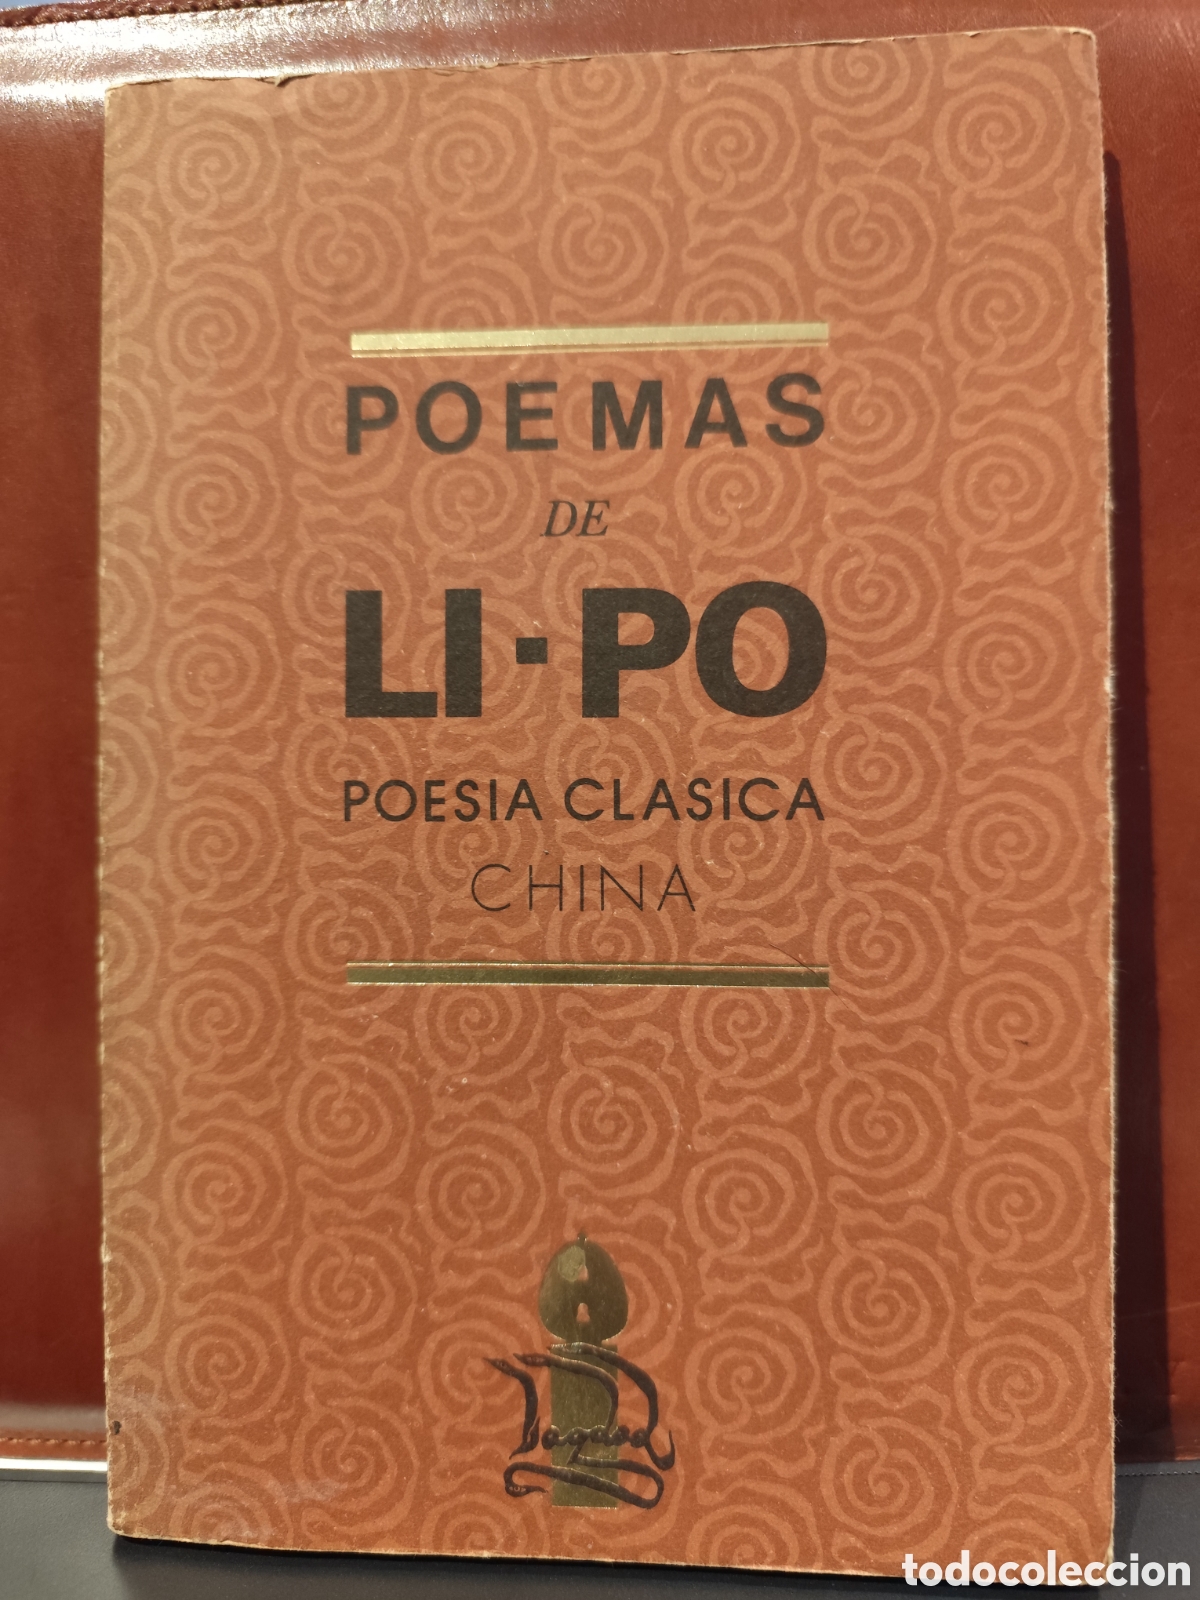 POEMAS
DE
LI-PO
POESIA CLASICA
CHINA
todocoleccion